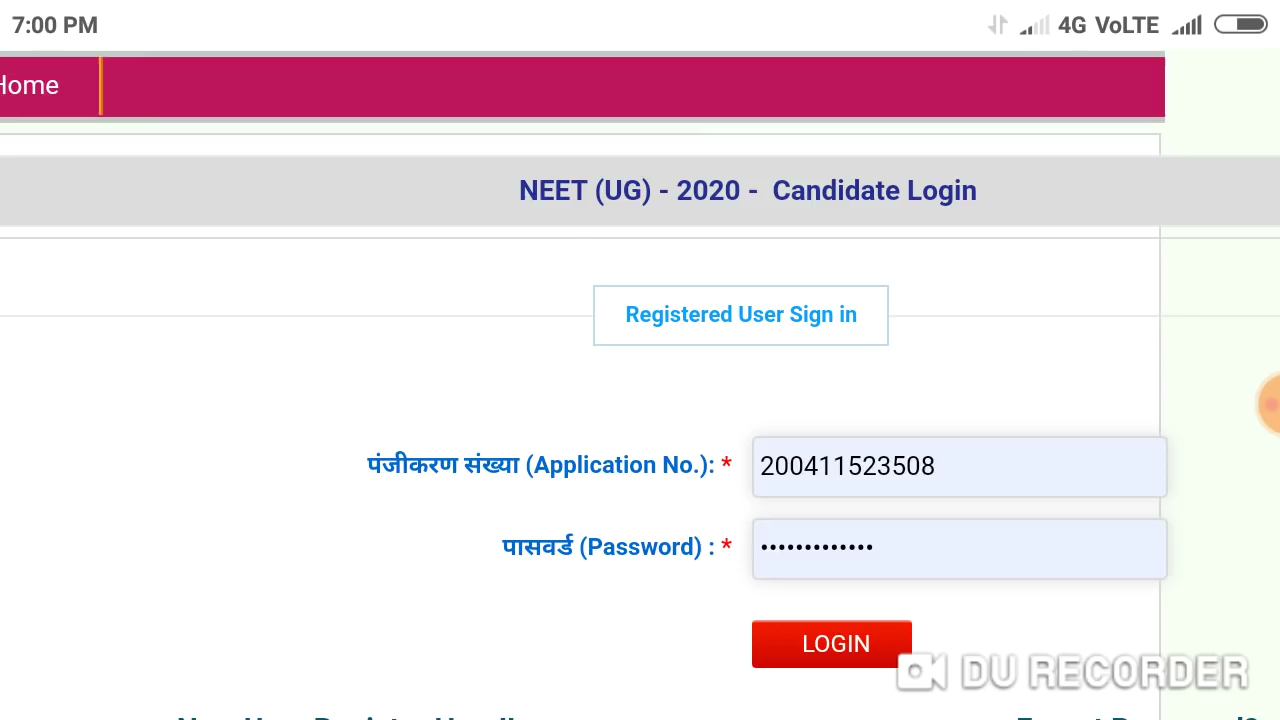 7:00 PM 4G VoLTE
Home
NEET (UG) - 2020 - Candidate Login
Registered User Sign in
पंजीकरण संख्या (Application No.): * 200411523508
पासवर्ड (Password) : * •••••••••••••
LOGIN
DU RECORDER